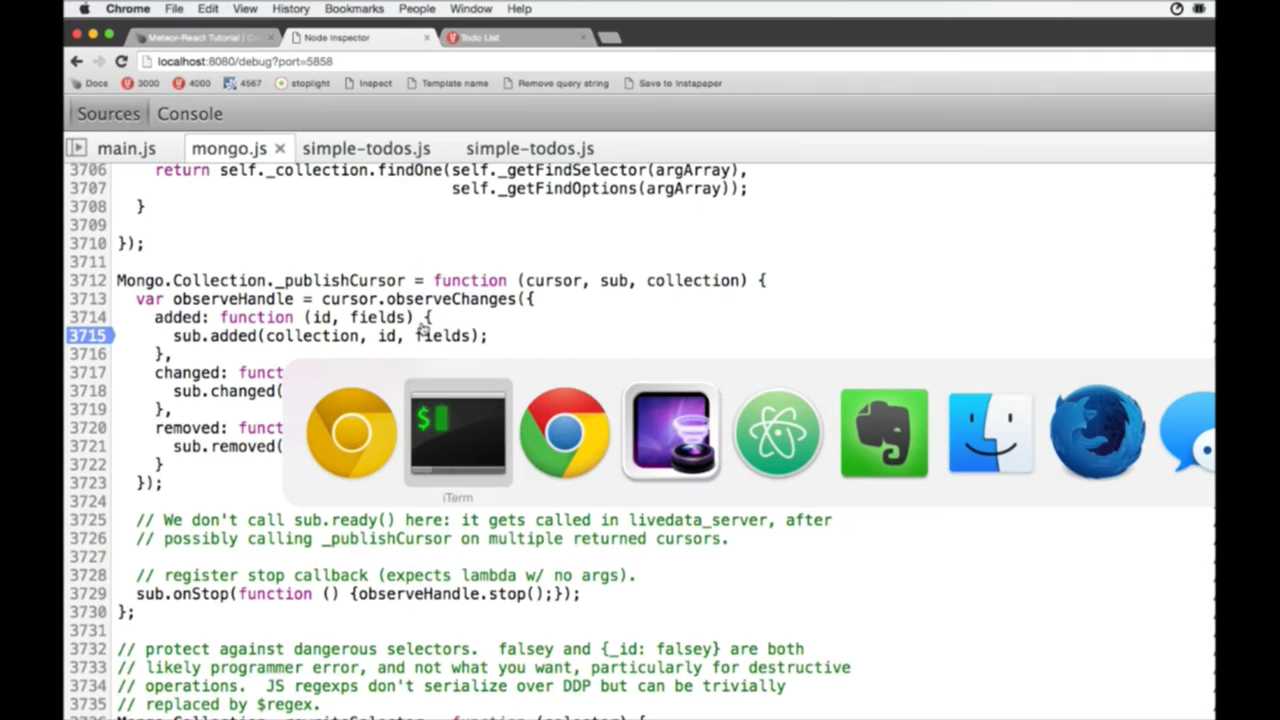 Chrome File Edit View History Bookmarks People Window Help
Meteor-React Tutorial | Node Inspector Todo List
localhost:8080/debug?port=5858
Docs 3000 4000 4567 stoplight Inspect Template name Remove query string Save to Instapaper
Sources Console
main.js mongo.js simple-todos.js simple-todos.js
3706 return self._collection.findOne(self._getFindSelector(argArray),
3707 self._getFindOptions(argArray));
3708 }
3709
3710 });
3711
3712 Mongo.Collection._publishCursor = function (cursor, sub, collection) {
3713 var observeHandle = cursor.observeChanges({
3714 added: function (id, fields) {
3715 sub.added(collection, id, fields);
3716 },
3717 changed: funct
3718 sub.changed(
3719 },
3720 removed: funct
3721 sub.removed(
3722 }
3723 });
$
iTerm
3724
3725 // We don't call sub.ready() here: it gets called in livedata_server, after
3726 // possibly calling _publishCursor on multiple returned cursors.
3727
3728 // register stop callback (expects lambda w/ no args).
3729 sub.onStop(function () {observeHandle.stop();});
3730 };
3731
3732 // protect against dangerous selectors. falsey and {_id: falsey} are both
3733 // likely programmer error, and not what you want, particularly for destructive
3734 // operations. JS regexps don't serialize over DDP but can be trivially
3735 // replaced by $regex.